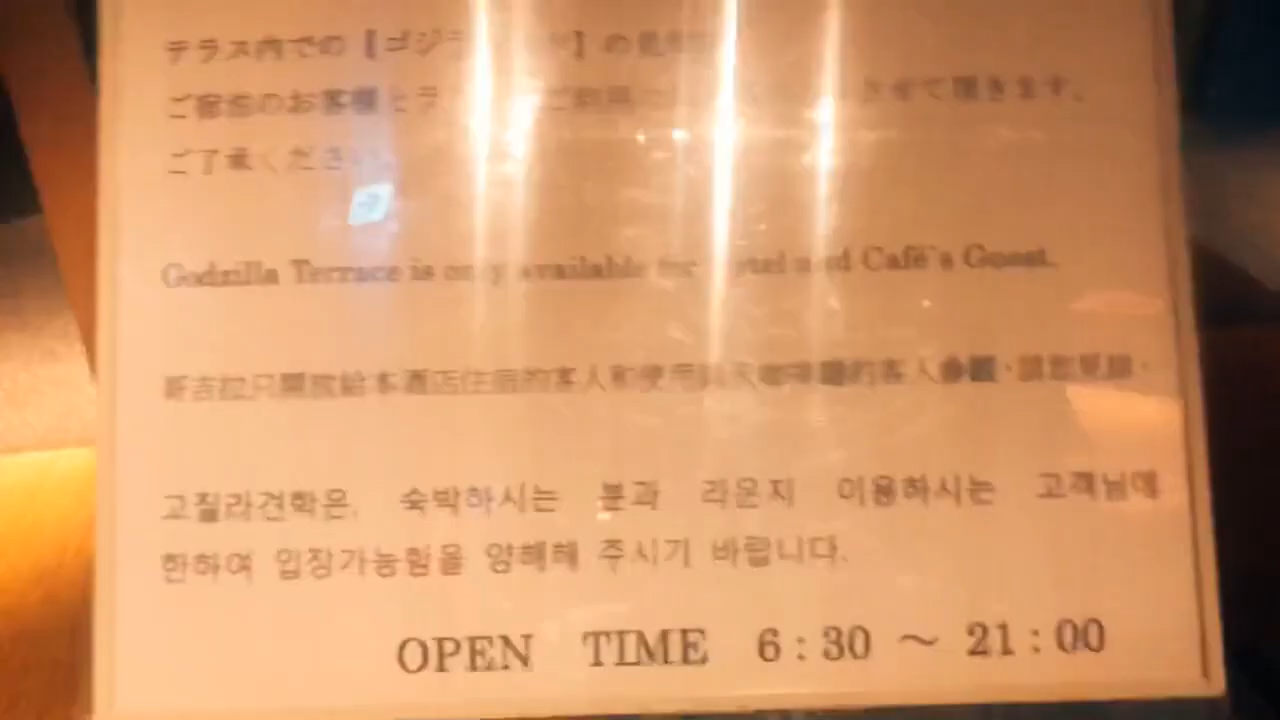 テラス内での【ゴジラ】の
ご宿泊のお客様とラ ご利用 させて頂きます。
ご了承ください
Godzilla Terrace is only available for Hotel and Café's Guest.
哥吉拉只開放給本酒店住宿的客人和使用 的客人參觀,請您見諒.
고질라견학은, 숙박하시는 분과 라운지 이용하시는 고객님에
한하여 입장가능함을 양해해 주시기 바랍니다.
OPEN TIME 6:30 ～ 21:00